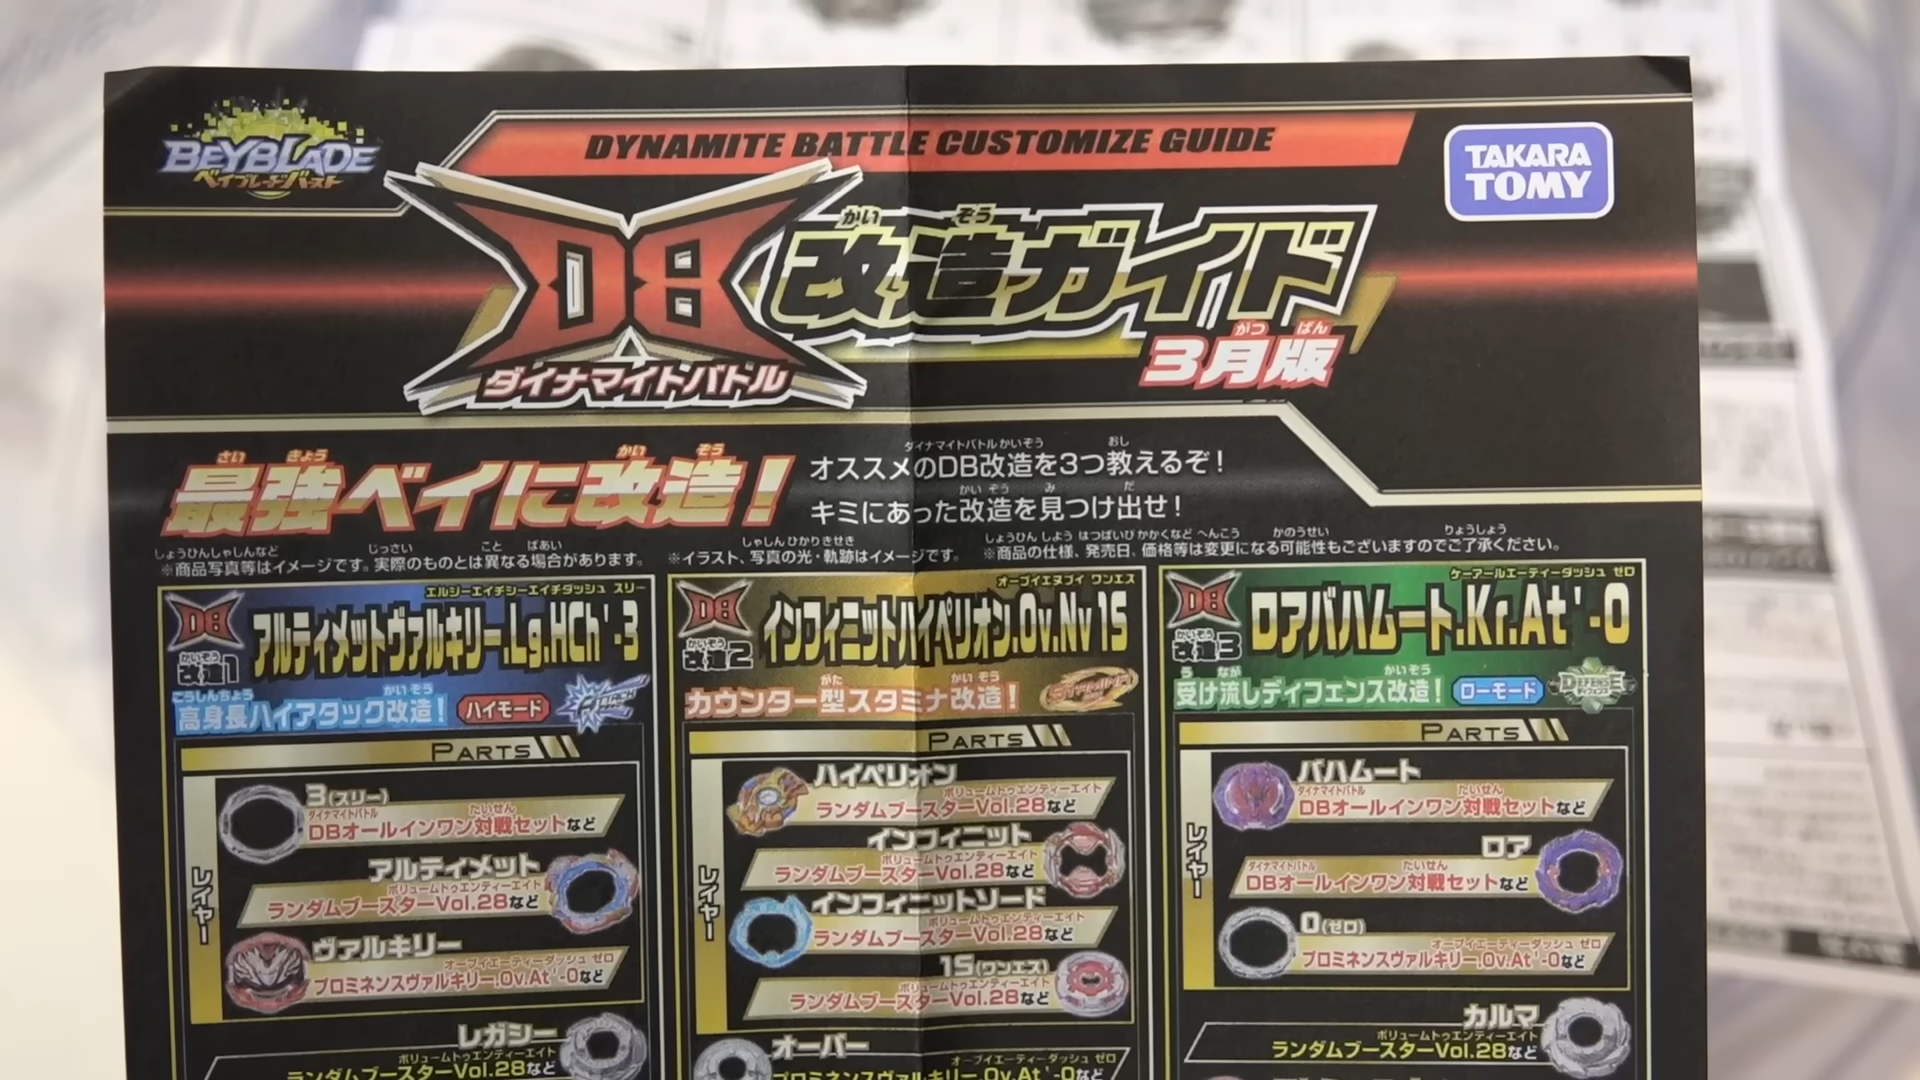 BEYBLADE
ベイブレードバースト
DYNAMITE BATTLE CUSTOMIZE GUIDE
TAKARA TOMY
DB
ダイナマイトバトル
かいぞう
改造ガイド
がつばん
3月版
さいきょう かいぞう
最強ベイに改造!
ダイナマイトバトルかいぞう おし
オススメのDB改造を3つ教えるぞ!
かいぞう み だ
キミにあった改造を見つけ出せ!
しょうひんしゃしんなど じっさい こと ばあい
※商品写真等はイメージです。実際のものとは異なる場合があります。
しゃしん ひかり きせき
※イラスト、写真の光・軌跡はイメージです。
しょうひん しよう はつばいび かかくなど へんこう かのうせい りょうしょう
※商品の仕様、発売日、価格等は変更になる可能性もございますのでご了承ください。
DB
かいぞう
改造1
エルジーエイチシーエイチダッシュ スリー
アルティメットヴァルキリー.Lg.HCh'-3
こうしんちょう かいぞう
高身長ハイアタック改造!
ハイモード
ATTACK
PARTS
レイヤー
3(スリー)
ダイナマイトバトル たいせん
DBオールインワン対戦セットなど
アルティメット
ボリュームトゥエンティーエイト
ランダムブースターVol.28など
ヴァルキリー
オーブイエーティーダッシュ ゼロ
プロミネンスヴァルキリー.Ov.At'-0など
レガシー
ボリュームトゥエンティーエイト
ランダムブースターVol.28など
DB
かいぞう
改造2
オーブイエヌブイ ワンエス
インフィニットハイペリオン.Ov.Nv 1S
がた かいぞう
カウンター型スタミナ改造!
PARTS
レイヤー
ハイペリオン
ボリュームトゥエンティーエイト
ランダムブースターVol.28など
インフィニット
ボリュームトゥエンティーエイト
ランダムブースターVol.28など
インフィニットソード
ボリュームトゥエンティーエイト
ランダムブースターVol.28など
1S(ワンエス)
ボリュームトゥエンティーエイト
ランダムブースターVol.28など
オーバー
オーブイエーティーダッシュ ゼロ
プロミネンスヴァルキリー.Ov.At'-0など
DB
かいぞう
改造3
ケーアールエーティーダッシュ ゼロ
ロアバハムート.Kr.At'-0
う なが かいぞう
受け流しディフェンス改造!
ローモード
DEFENSE
ディフェンス
PARTS
レイヤー
バハムート
ダイナマイトバトル たいせん
DBオールインワン対戦セットなど
ロア
ダイナマイトバトル たいせん
DBオールインワン対戦セットなど
0(ゼロ)
オーブイエーティーダッシュ ゼロ
プロミネンスヴァルキリー.Ov.At'-0など
カルマ
ボリュームトゥエンティーエイト
ランダムブースターVol.28など